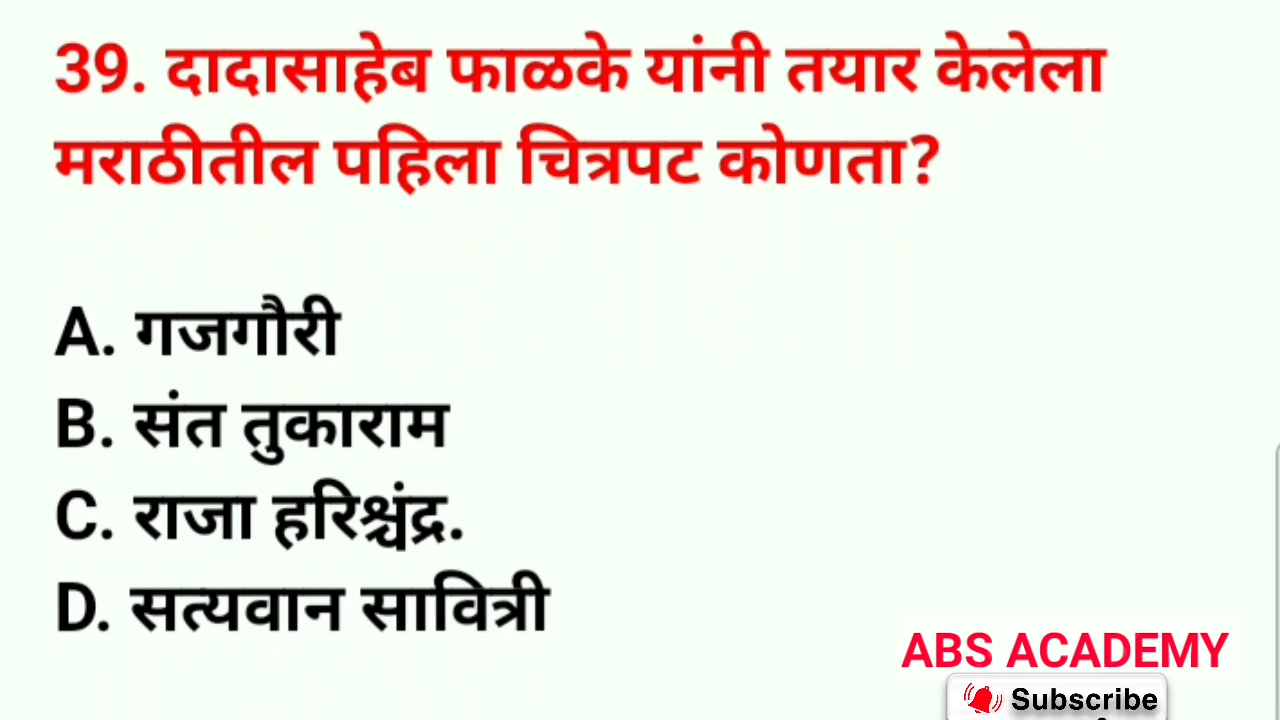 39. दादासाहेब फाळके यांनी तयार केलेला
मराठीतील पहिला चित्रपट कोणता?
A. गजगौरी
B. संत तुकाराम
C. राजा हरिश्चंद्र.
D. सत्यवान सावित्री
ABS ACADEMY
Subscribe